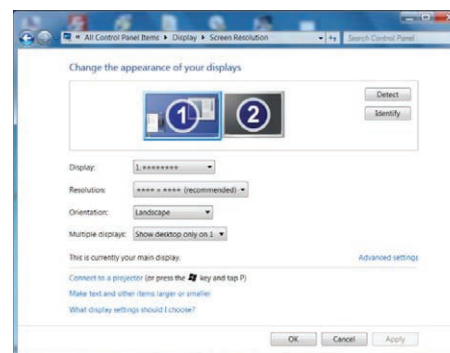 « All Control Panel Items ▸ Display ▸ Screen Resolution
Search Control Panel
Change the appearance of your displays
1
2
Detect
Identify
Display: 1. ********
Resolution: **** × **** (recommended)
Orientation: Landscape
Multiple displays: Show desktop only on 1
This is currently your main display.
Advanced settings
Connect to a projector (or press the key and tap P)
Make text and other items larger or smaller
What display settings should I choose?
OK
Cancel
Apply